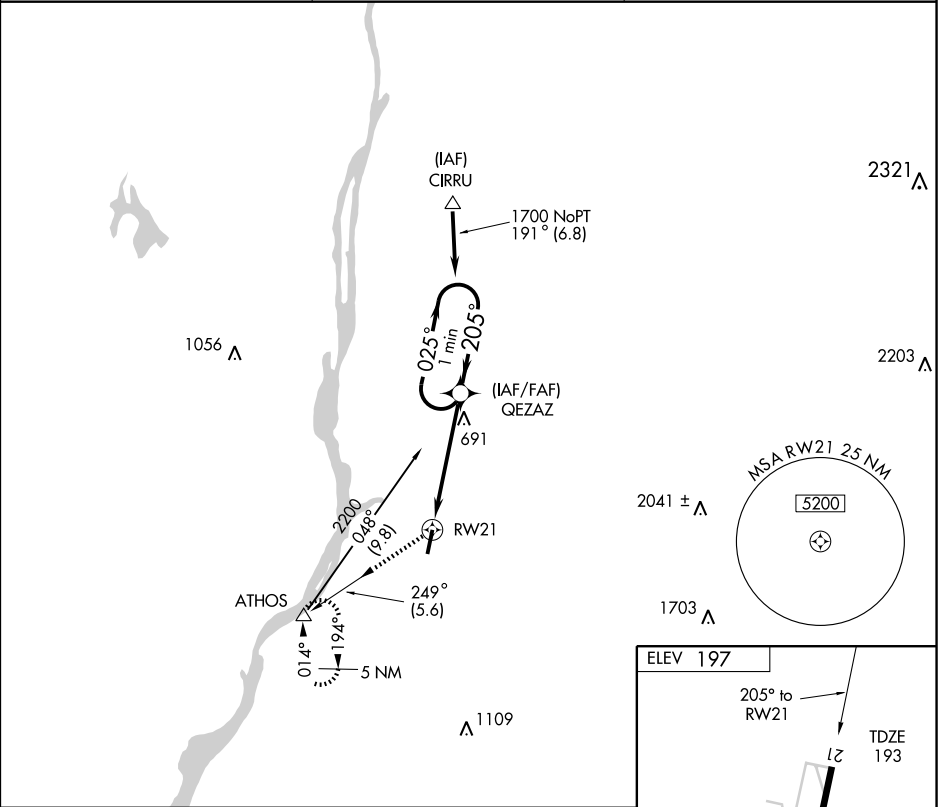 (IAF)
CIRRU
2321
1700 NoPT
191° (6.8)
025°
1 min
205°
1056
2203
(IAF/FAF)
QEZAZ
691
MSA RW21 25 NM
5200
2041 ±
2200
048°
(9.8)
RW21
249°
(5.6)
ATHOS
014°
194°
5 NM
1703
1109
ELEV 197
205° to
RW21
21
TDZE
193